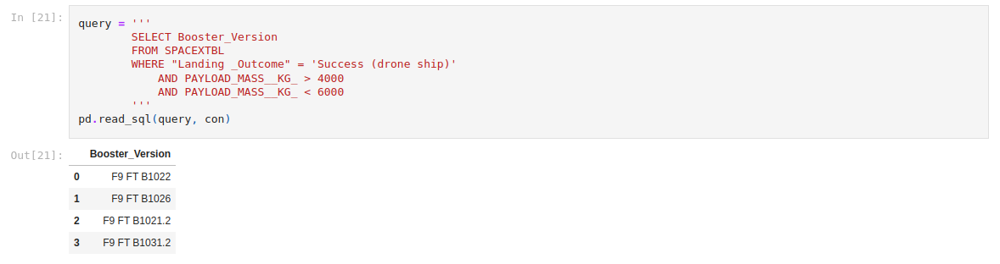 In [21]: query = '''
SELECT Booster_Version
FROM SPACEXTBL
WHERE "Landing _Outcome" = 'Success (drone ship)'
AND PAYLOAD_MASS__KG_ > 4000
AND PAYLOAD_MASS__KG_ < 6000
'''
pd.read_sql(query, con)
Out[21]: Booster_Version
0 F9 FT B1022
1 F9 FT B1026
2 F9 FT B1021.2
3 F9 FT B1031.2